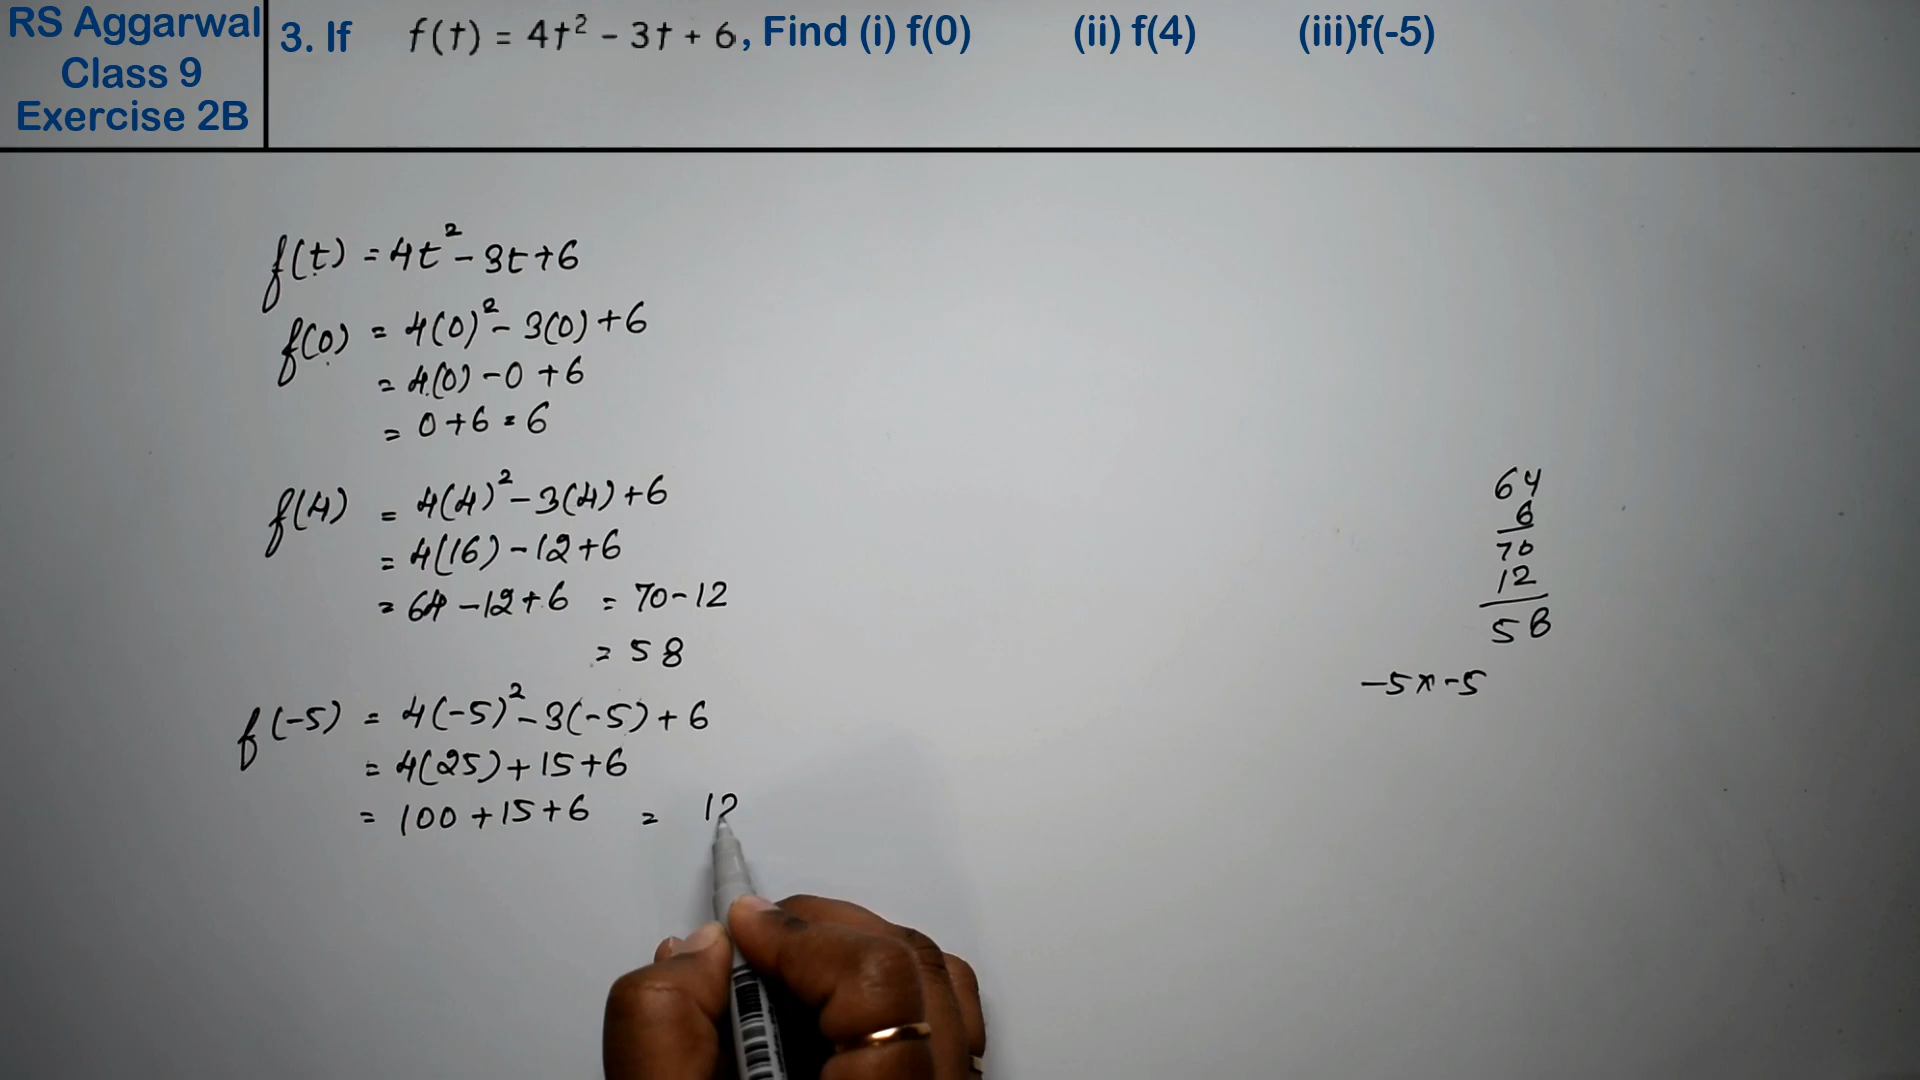 RS Aggarwal
Class 9
Exercise 2B
3. If f(t) = 4t² - 3t + 6, Find (i) f(0) (ii) f(4) (iii)f(-5)
f(t) = 4t² - 3t + 6
f(0) = 4(0)² - 3(0) + 6
= 4(0) - 0 + 6
= 0 + 6 = 6
f(4) = 4(4)² - 3(4) + 6
= 4(16) - 12 + 6
= 64 - 12 + 6 = 70 - 12
= 58
f(-5) = 4(-5)² - 3(-5) + 6
= 4(25) + 15 + 6
= 100 + 15 + 6 = 12
64
6
70
12
58
-5 x -5